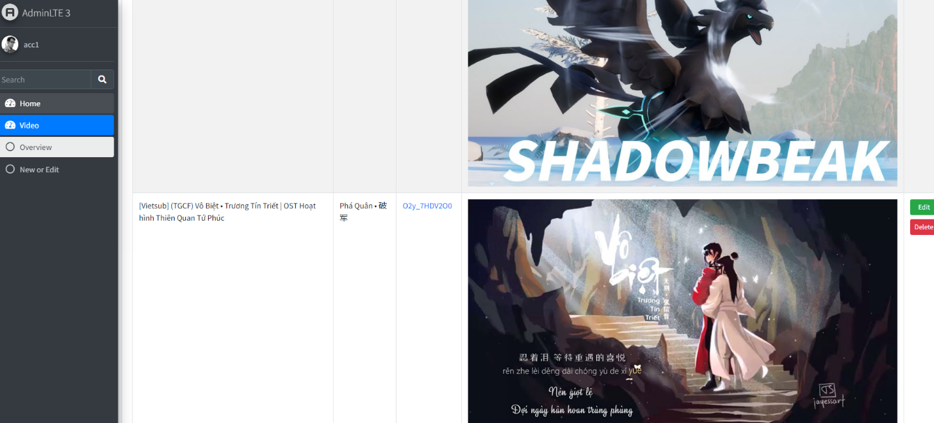 AdminLTE 3
acc1
Search
Home
Video
Overview
New or Edit
SHADOWBEAK
[Vietsub] (TGCF) Vô Biệt • Trương Tín Triết | OST Hoạt
hình Thiên Quan Tứ Phúc
Phá Quân • 破
军
O2y_7HDV2O0
Edit
Delete
Vô
biệt
Trương
Tín
Triết
忍着泪 等待重遇的喜悦
rěn zhe lèi děng dài chóng yù de xǐ yuè
Nén giọt lệ
Đợi ngày hân hoan trùng phùng
JS
jayessart